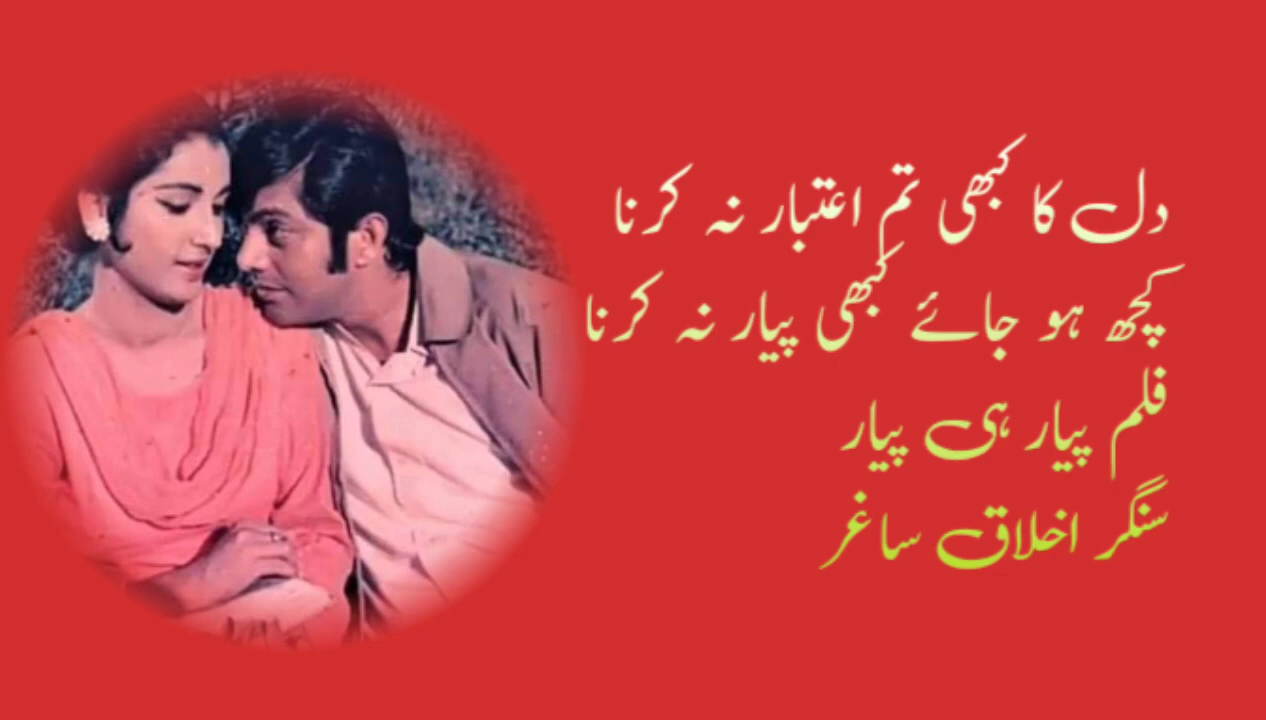 دل کا کبھی تم اعتبار نہ کرنا
کچھ ہو جائے کبھی پیار نہ کرنا
فلم پیار ہی پیار
سنگر اخلاق ساغر